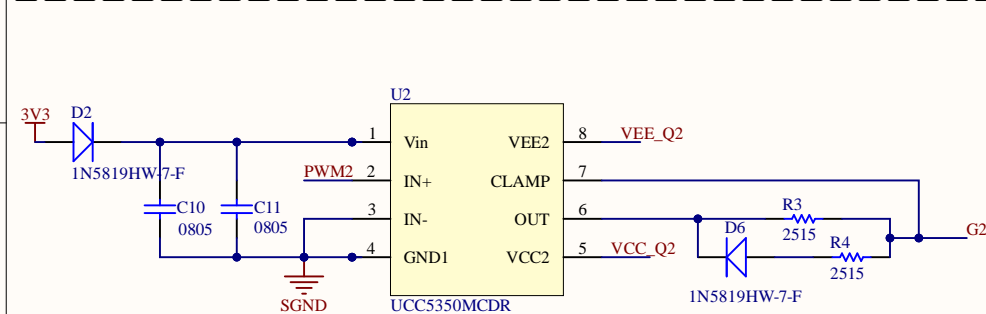 U2
3V3
D2
1N5819HW-7-F
C10
0805
C11
0805
PWM2
SGND
1 Vin
2 IN+
3 IN-
4 GND1
VEE2 8 VEE_Q2
CLAMP 7
OUT 6
VCC2 5 VCC_Q2
UCC5350MCDR
R3
2515
D6
1N5819HW-7-F
R4
2515
G2